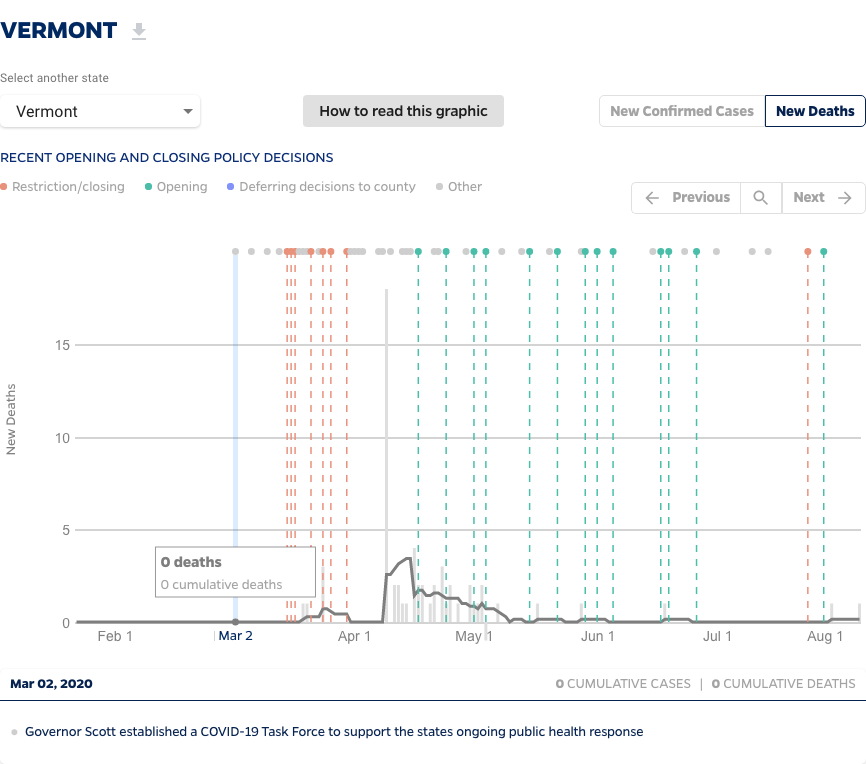 VERMONT
Select another state
Vermont
How to read this graphic
New Confirmed Cases
New Deaths
RECENT OPENING AND CLOSING POLICY DECISIONS
Restriction/closing
Opening
Deferring decisions to county
Other
Previous
Next
15
10
5
0
New Deaths
0 deaths
0 cumulative deaths
Feb 1
Mar 2
Apr 1
May 1
Jun 1
Jul 1
Aug 1
Mar 02, 2020
0 CUMULATIVE CASES | 0 CUMULATIVE DEATHS
Governor Scott established a COVID-19 Task Force to support the states ongoing public health response